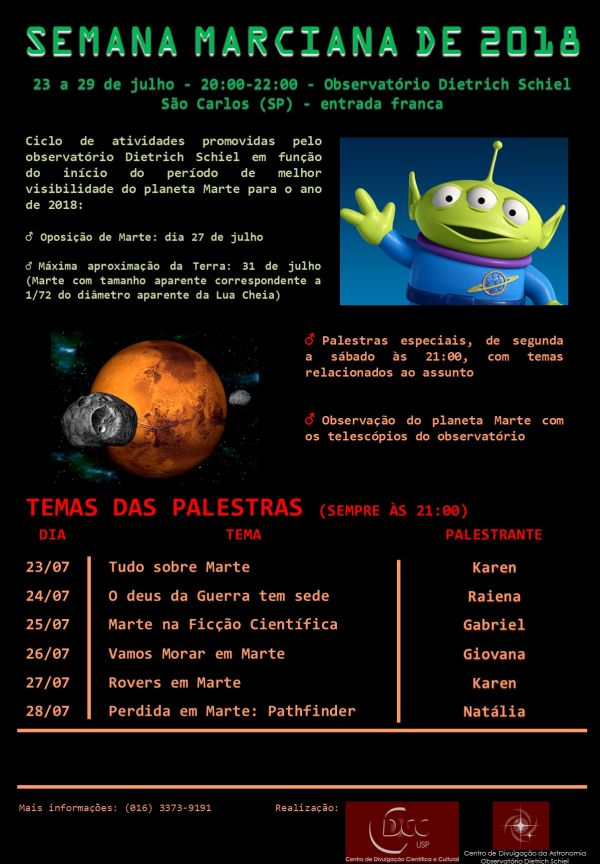 SEMANA MARCIANA DE 2018
23 a 29 de julho - 20:00-22:00 - Observatório Dietrich Schiel
São Carlos (SP) - entrada franca
Ciclo de atividades promovidas pelo
observatório Dietrich Schiel em função
do início do período de melhor
visibilidade do planeta Marte para o ano
de 2018:
♂ Oposição de Marte: dia 27 de julho
♂ Máxima aproximação da Terra: 31 de julho
(Marte com tamanho aparente correspondente a
1/72 do diâmetro aparente da Lua Cheia)
♂ Palestras especiais, de segunda
a sábado às 21:00, com temas
relacionados ao assunto
♂ Observação do planeta Marte com
os telescópios do observatório
TEMAS DAS PALESTRAS (SEMPRE ÀS 21:00)
DIA TEMA PALESTRANTE
23/07 Tudo sobre Marte Karen
24/07 O deus da Guerra tem sede Raiena
25/07 Marte na Ficção Científica Gabriel
26/07 Vamos Morar em Marte Giovana
27/07 Rovers em Marte Karen
28/07 Perdida em Marte: Pathfinder Natália
Mais informações: (016) 3373-9191 Realização:
CDCC
USP
Centro de Divulgação Científica e Cultural
Centro de Divulgação da Astronomia
Observatório Dietrich Schiel